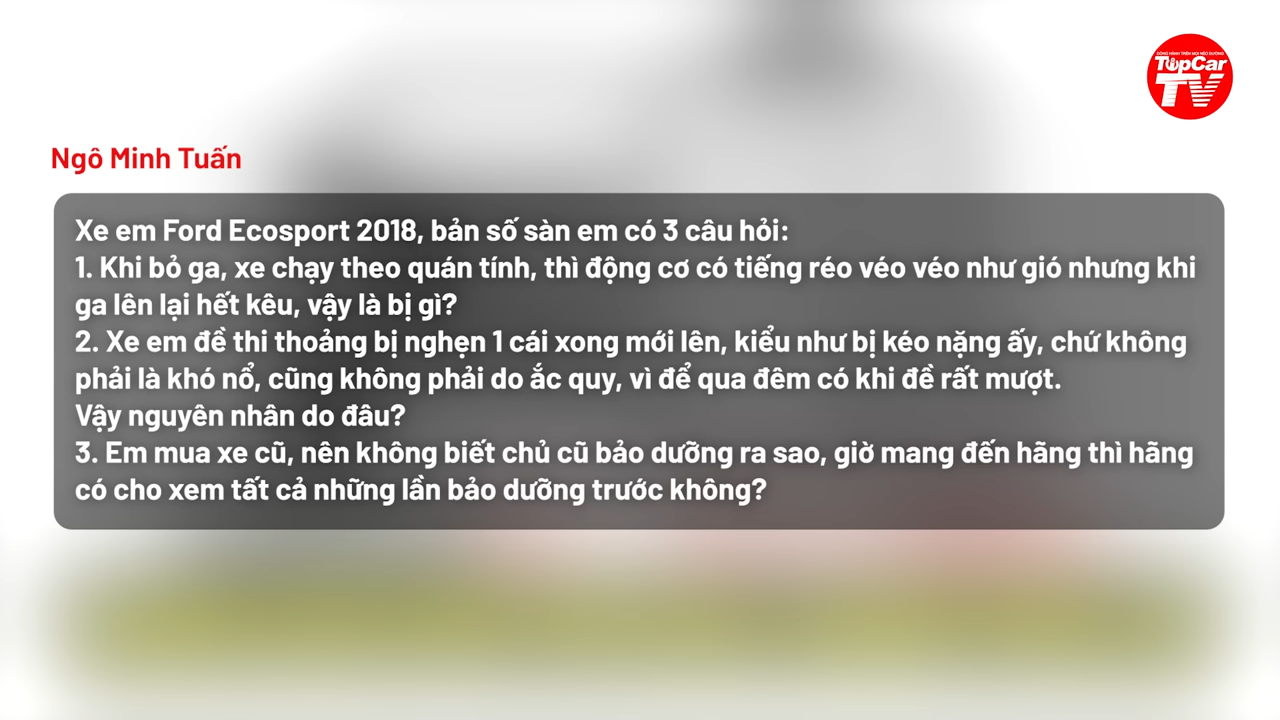 ĐỒNG HÀNH TRÊN MỌI NẺO ĐƯỜNG
TopCar
TV
Ngô Minh Tuấn
Xe em Ford Ecosport 2018, bản số sàn em có 3 câu hỏi:
1. Khi bỏ ga, xe chạy theo quán tính, thì động cơ có tiếng réo véo véo như gió nhưng khi
ga lên lại hết kêu, vậy là bị gì?
2. Xe em đề thi thoảng bị nghẹn 1 cái xong mới lên, kiểu như bị kéo nặng ấy, chứ không
phải là khó nổ, cũng không phải do ắc quy, vì để qua đêm có khi đề rất mượt.
Vậy nguyên nhân do đâu?
3. Em mua xe cũ, nên không biết chủ cũ bảo dưỡng ra sao, giờ mang đến hãng thì hãng
có cho xem tất cả những lần bảo dưỡng trước không?